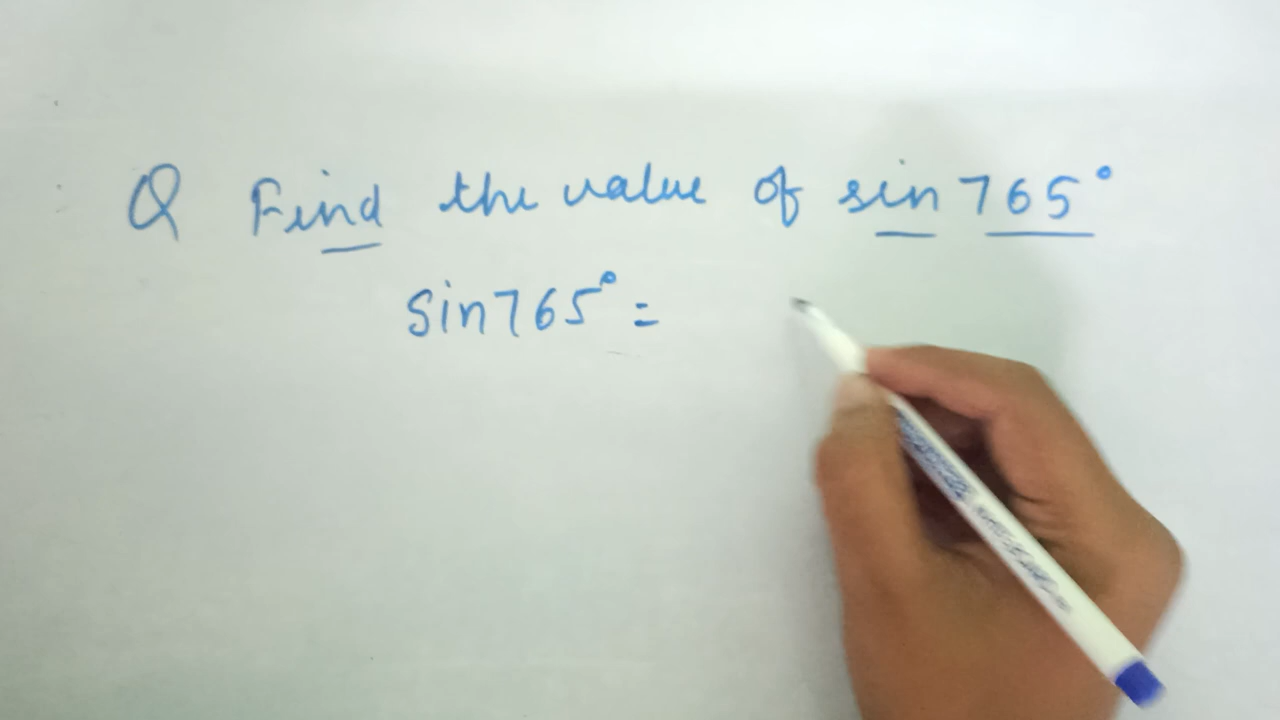 Q Find the value of sin 765°
Sin 765° =